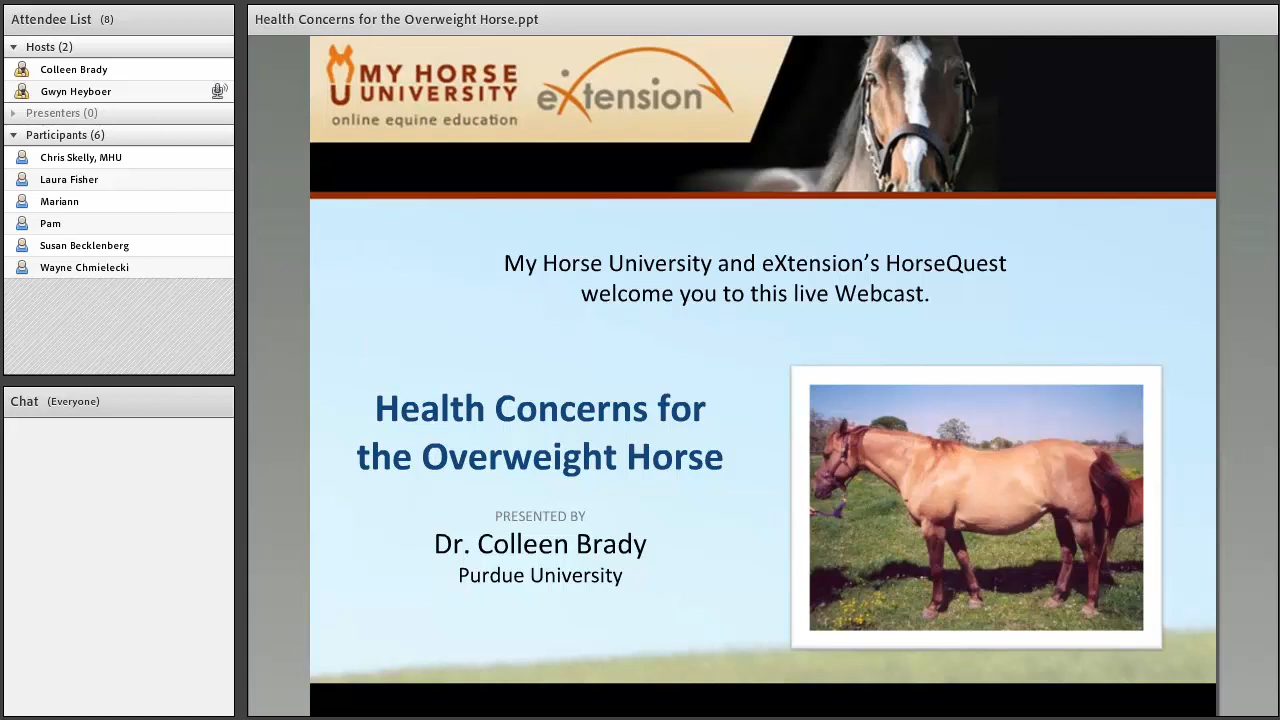 Attendee List (8)
Hosts (2)
Colleen Brady
Gwyn Heyboer
Presenters (0)
Participants (6)
Chris Skelly, MHU
Laura Fisher
Mariann
Pam
Susan Becklenberg
Wayne Chmielecki
Chat (Everyone)
Health Concerns for the Overweight Horse.ppt
MY HORSE
UNIVERSITY
online equine education
eXtension
My Horse University and eXtension’s HorseQuest
welcome you to this live Webcast.
Health Concerns for
the Overweight Horse
PRESENTED BY
Dr. Colleen Brady
Purdue University